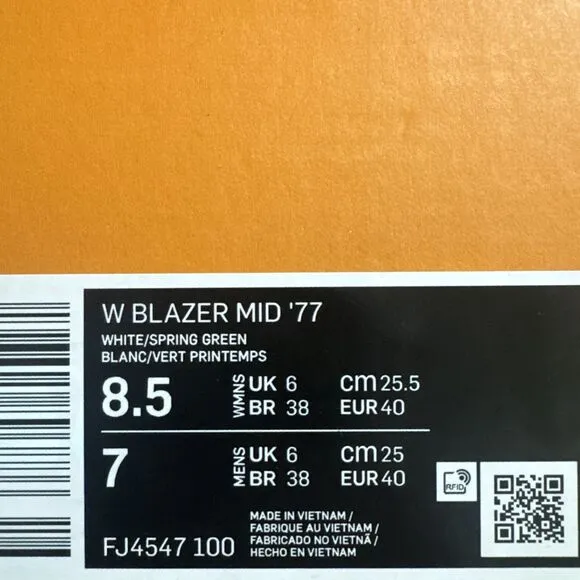 W BLAZER MID '77
WHITE/SPRING GREEN
BLANC/VERT PRINTEMPS
8.5 WMNS UK 6 CM 25.5
BR 38 EUR 40
7 MENS UK 6 CM 25
BR 38 EUR 40
RFID
MADE IN VIETNAM /
FABRIQUE AU VIETNAM /
FABRICADO NO VIETNÃ /
FJ4547 100 HECHO EN VIETNAM